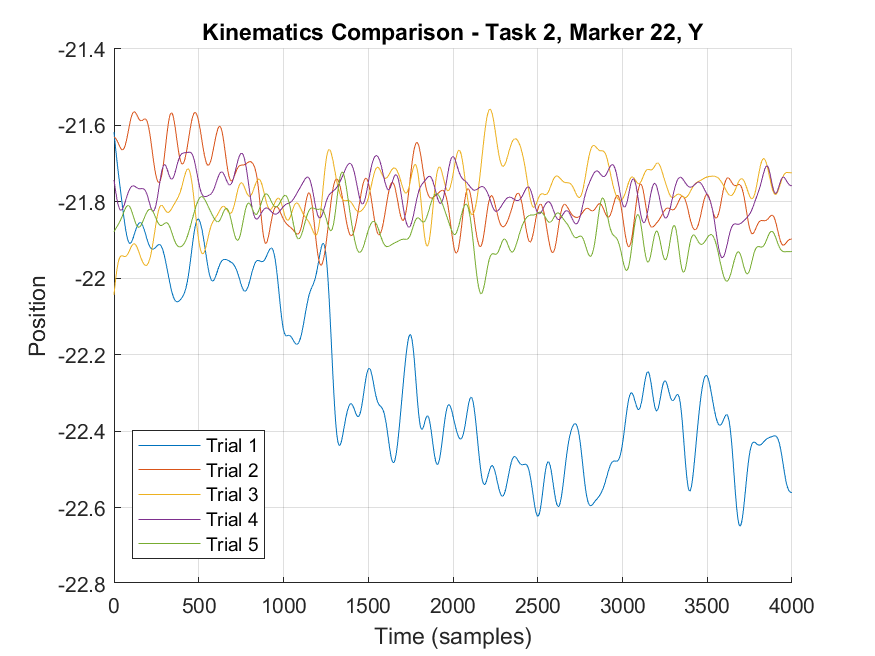 Kinematics Comparison - Task 2, Marker 22, Y
-21.4
-21.6
-21.8
-22
-22.2
-22.4
-22.6
-22.8
Position
Trial 1
Trial 2
Trial 3
Trial 4
Trial 5
0 500 1000 1500 2000 2500 3000 3500 4000
Time (samples)